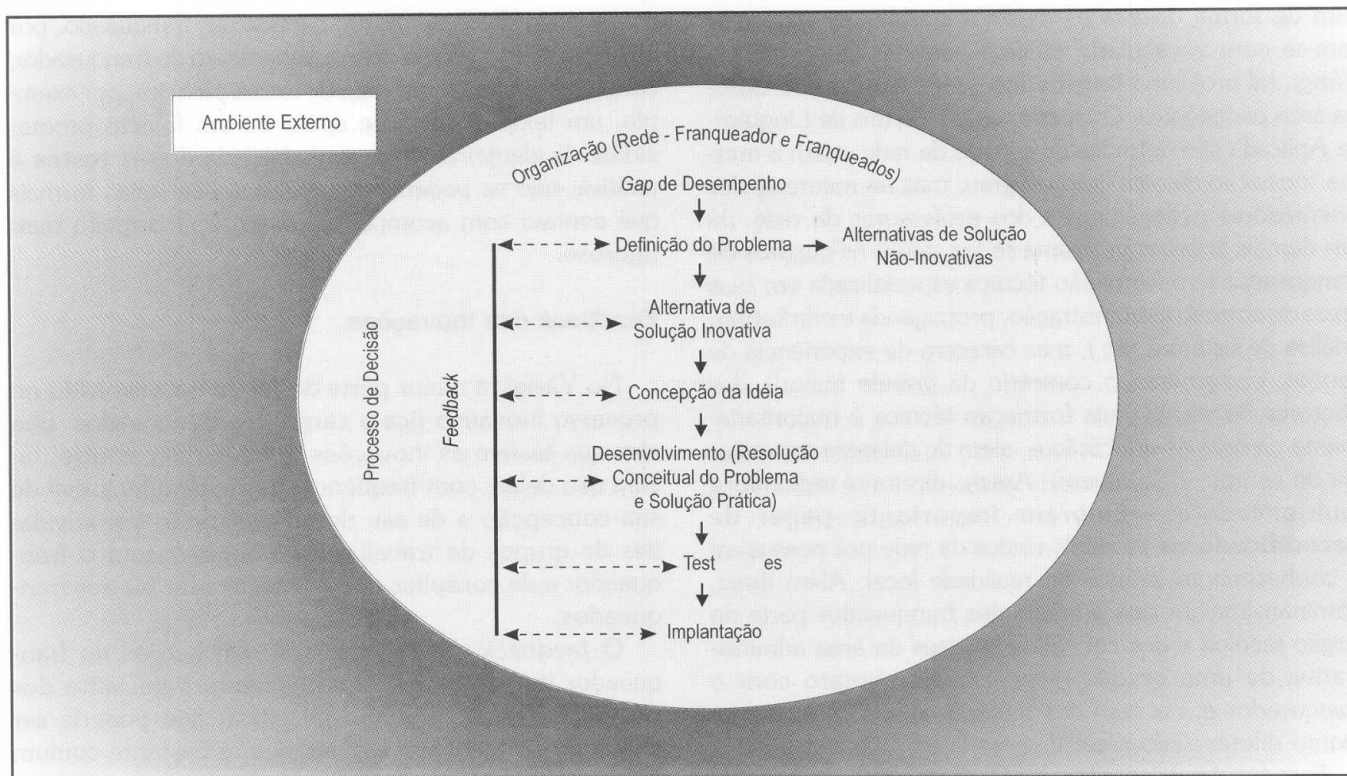 Ambiente Externo
Organização (Rede - Franqueador e Franqueados)
Gap de Desempenho
Definição do Problema
Alternativas de Solução
Não-Inovativas
Alternativa de
Solução Inovativa
Concepção da Idéia
Desenvolvimento (Resolução
Conceitual do Problema
e Solução Prática)
Test es
Implantação
Processo de Decisão
Feedback